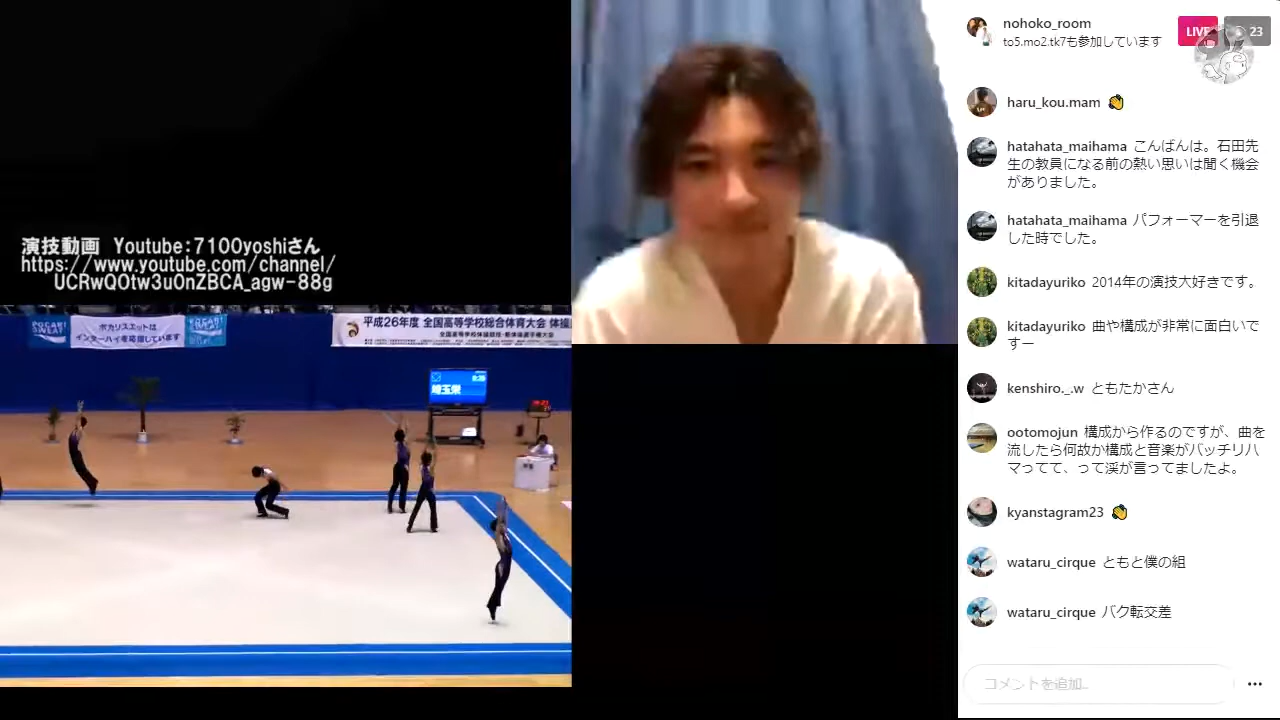 演技動画 Youtube:7100yoshiさん
https://www.youtube.com/channel/
UCRwQOtw3uOnZBCA_agw-88g
POCARI SWEAT
ポカリスエットは
インターハイを応援しています
平成26年度 全国高等学校総合体育大会 体操
埼玉栄
nohoko_room
to5.mo2.tk7も参加しています
LIVE
23
haru_kou.mam 👏
hatahata_maihama こんばんは。石田先
生の教員になる前の熱い思いは聞く機会
がありました。
hatahata_maihama パフォーマーを引退
した時でした。
kitadayuriko 2014年の演技大好きです。
kitadayuriko 曲や構成が非常に面白いで
すー
kenshiro._.w ともたかさん
ootomojun 構成から作るのですが、曲を
流したら何故か構成と音楽がバッチリハ
マってて、って渓が言ってましたよ。
kyanstagram23 👏
wataru_cirque ともと僕の組
wataru_cirque バク転交差
コメントを追加...